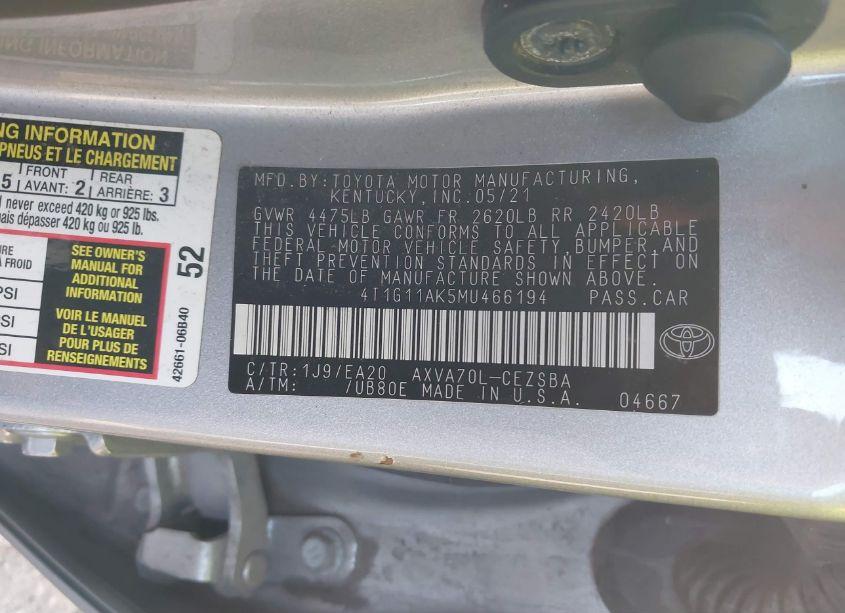 NG INFORMATION
PNEUS ET LE CHARGEMENT
5 FRONT AVANT: 2 REAR ARRIÈRE: 3
never exceed 420 kg or 925 lbs.
ais dépasser 420 kg ou 925 lb.
URE
A FROID
PSI
SI
SI
SEE OWNER'S
MANUAL FOR
ADDITIONAL
INFORMATION
VOIR LE MANUEL
DE L'USAGER
POUR PLUS DE
RENSEIGNEMENTS
52
42661-06B40
MFD.BY:TOYOTA MOTOR MANUFACTURING,
KENTUCKY, INC.05/21
GVWR 4475LB GAWR FR 2620LB RR 2420LB
THIS VEHICLE CONFORMS TO ALL APPLICABLE
FEDERAL MOTOR VEHICLE SAFETY, BUMPER,AND
THEFT PREVENTION STANDARDS IN EFFECT ON
THE DATE OF MANUFACTURE SHOWN ABOVE.
4T1G11AK5MU466194 PASS.CAR
C/TR:1J9/EA20 AXVA70L-CEZSBA
A/TM: /UB80E MADE IN U.S.A. 04667